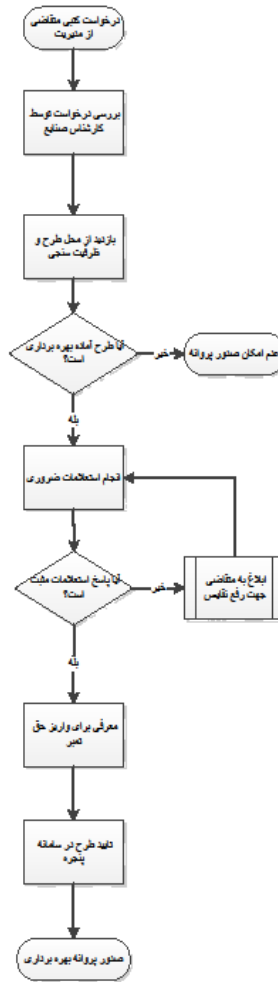 درخواست کتبی متقاضی
از مدیریت
بررسی درخواست توسط
کارشناس صنایع
بازدید از محل طرح و
ظرفیت سنجی
آیا طرح آماده بهره برداری
است؟
خیر
عدم امکان صدور پروانه
بله
انجام استعلامات ضروری
آیا پاسخ استعلامات مثبت
است؟
خیر
ابلاغ به متقاضی
جهت رفع نقایص
بله
معرفی برای واریز حق
تمبر
تایید طرح در سامانه
پنجره
صدور پروانه بهره برداری